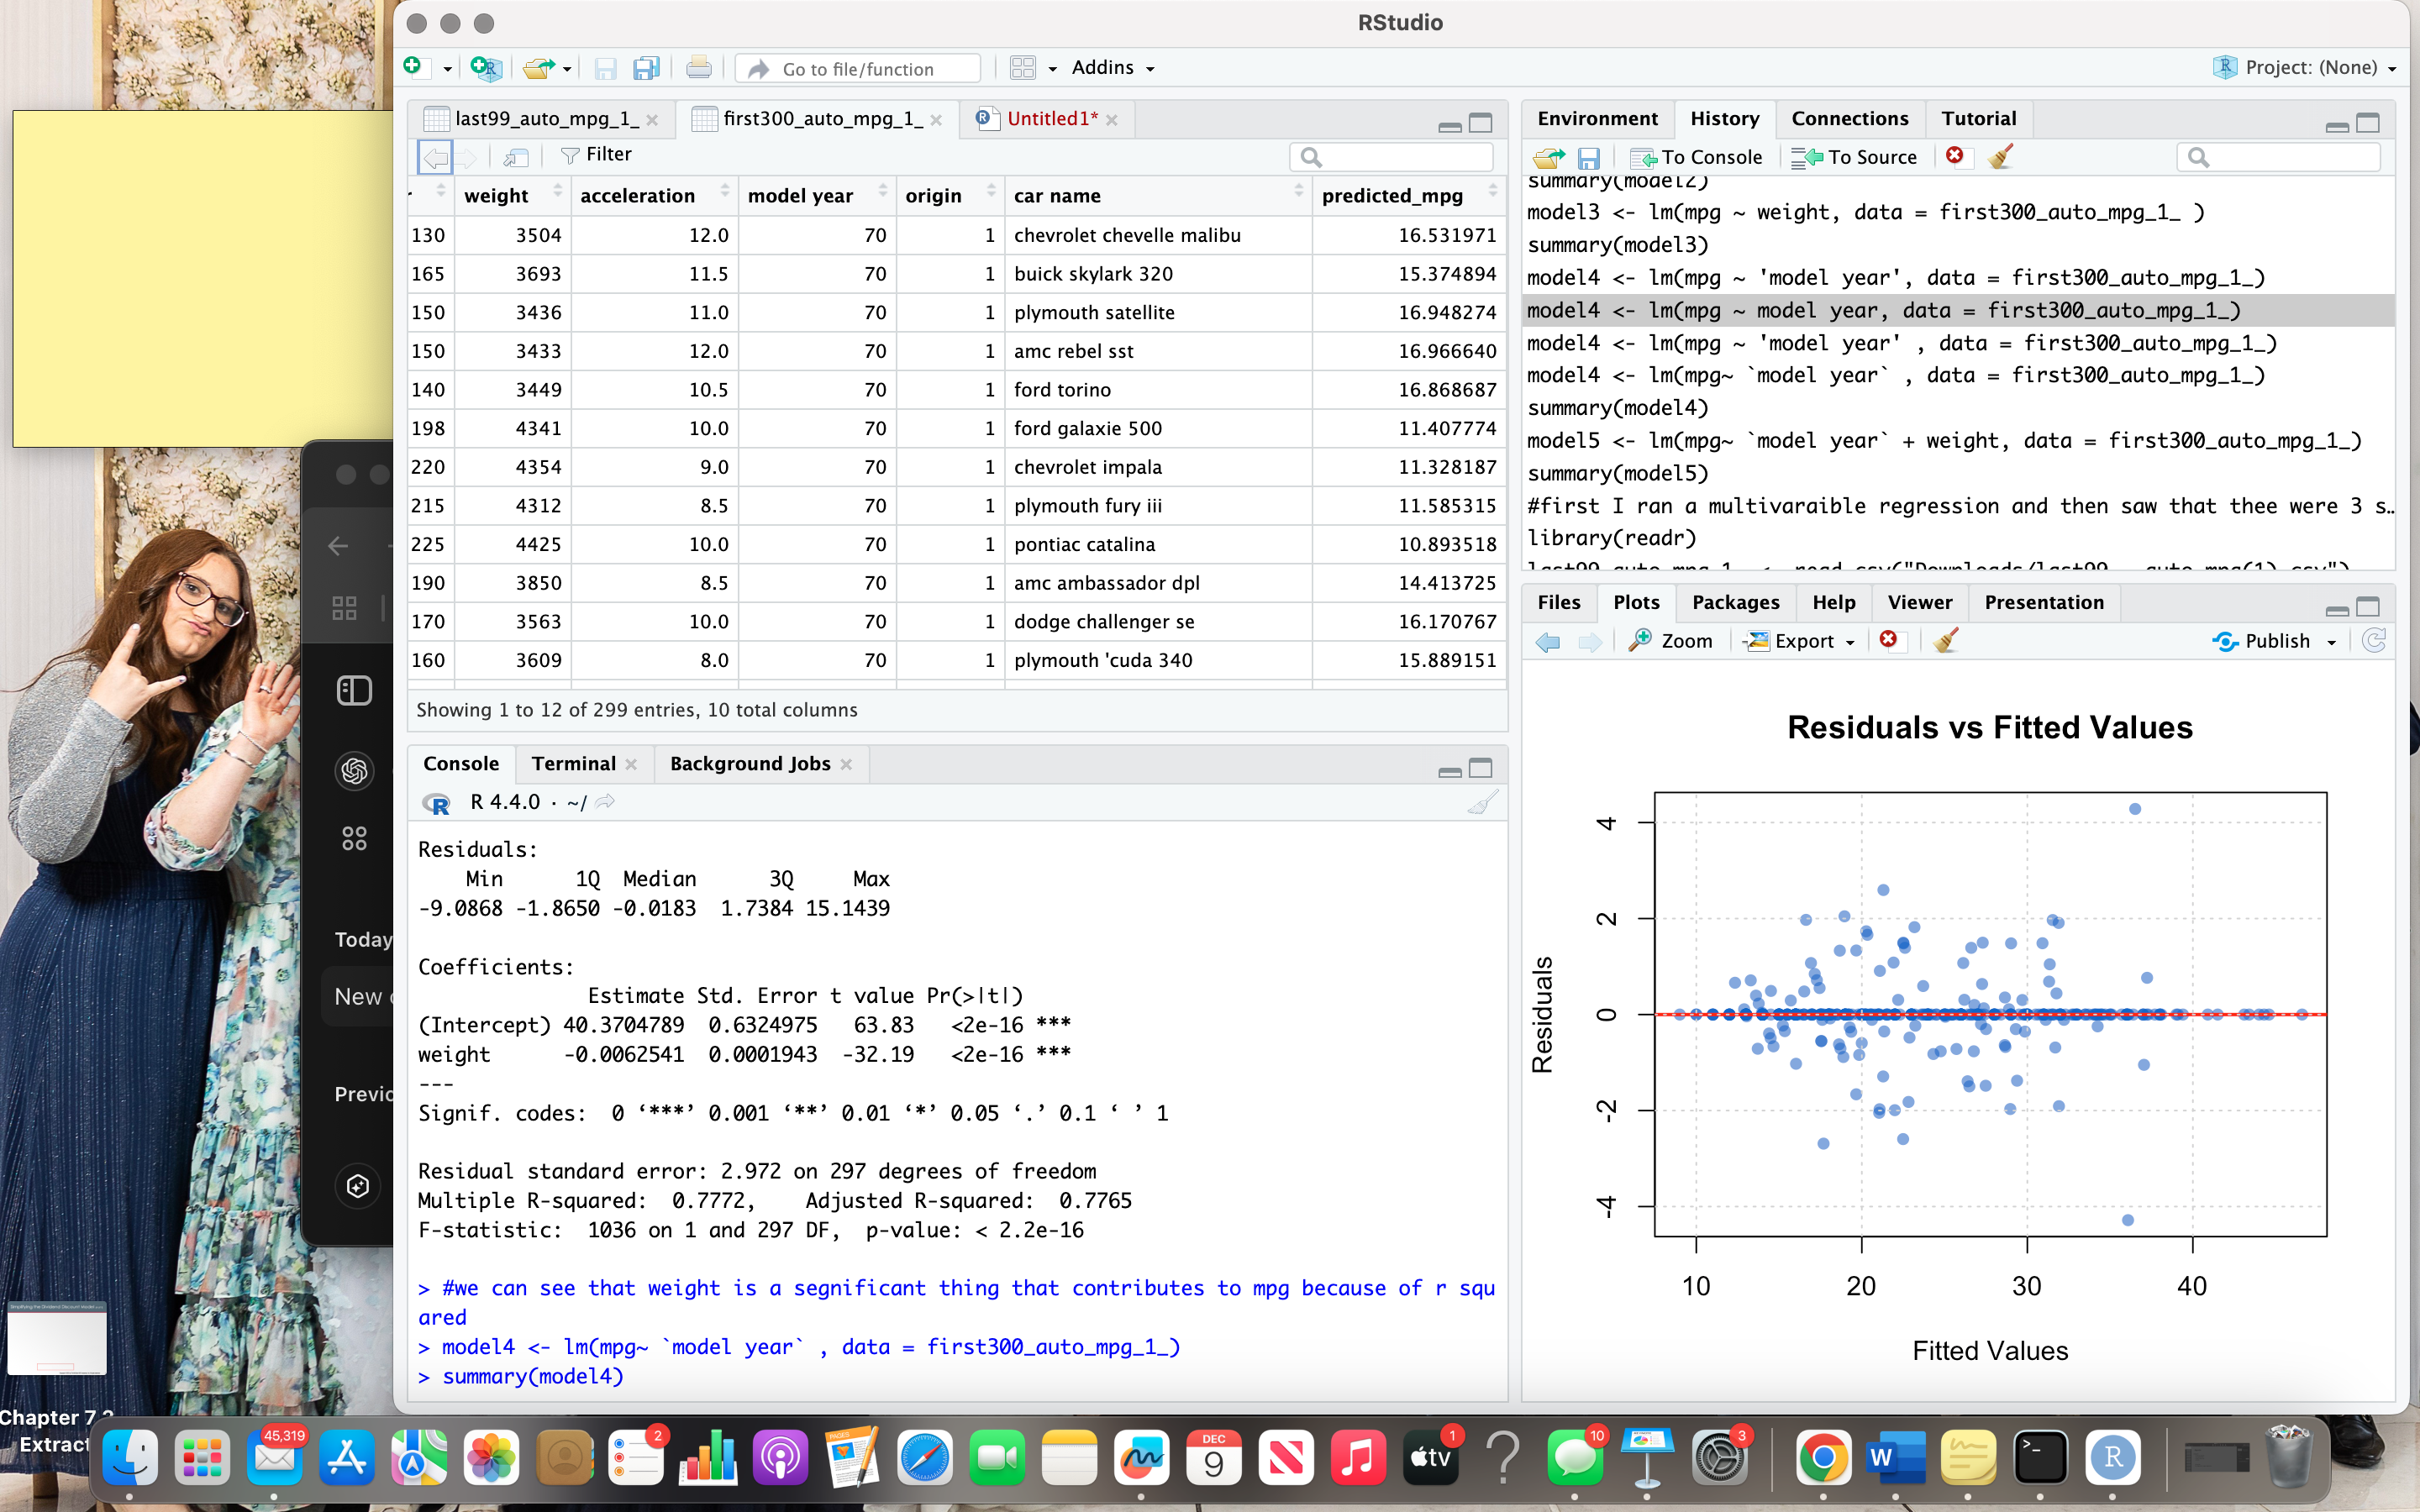 RStudio
Go to file/function
Addins
Project: (None)
last99_auto_mpg_1_
first300_auto_mpg_1_
Untitled1*
Filter
r weight acceleration model year origin car name predicted_mpg
130 3504 12.0 70 1 chevrolet chevelle malibu 16.531971
165 3693 11.5 70 1 buick skylark 320 15.374894
150 3436 11.0 70 1 plymouth satellite 16.948274
150 3433 12.0 70 1 amc rebel sst 16.966640
140 3449 10.5 70 1 ford torino 16.868687
198 4341 10.0 70 1 ford galaxie 500 11.407774
220 4354 9.0 70 1 chevrolet impala 11.328187
215 4312 8.5 70 1 plymouth fury iii 11.585315
225 4425 10.0 70 1 pontiac catalina 10.893518
190 3850 8.5 70 1 amc ambassador dpl 14.413725
170 3563 10.0 70 1 dodge challenger se 16.170767
160 3609 8.0 70 1 plymouth 'cuda 340 15.889151
Showing 1 to 12 of 299 entries, 10 total columns
Console Terminal Background Jobs
R 4.4.0 · ~/
Residuals:
Min 1Q Median 3Q Max
-9.0868 -1.8650 -0.0183 1.7384 15.1439
Coefficients:
Estimate Std. Error t value Pr(>|t|)
(Intercept) 40.3704789 0.6324975 63.83 <2e-16 ***
weight -0.0062541 0.0001943 -32.19 <2e-16 ***
---
Signif. codes: 0 ‘***’ 0.001 ‘**’ 0.01 ‘*’ 0.05 ‘.’ 0.1 ‘ ’ 1
Residual standard error: 2.972 on 297 degrees of freedom
Multiple R-squared: 0.7772, Adjusted R-squared: 0.7765
F-statistic: 1036 on 1 and 297 DF, p-value: < 2.2e-16
> #we can see that weight is a segnificant thing that contributes to mpg because of r squ
ared
> model4 <- lm(mpg~ `model year` , data = first300_auto_mpg_1_)
> summary(model4)
Environment History Connections Tutorial
To Console To Source
summary(model2)
model3 <- lm(mpg ~ weight, data = first300_auto_mpg_1_ )
summary(model3)
model4 <- lm(mpg ~ 'model year', data = first300_auto_mpg_1_)
model4 <- lm(mpg ~ model year, data = first300_auto_mpg_1_)
model4 <- lm(mpg ~ 'model year' , data = first300_auto_mpg_1_)
model4 <- lm(mpg~ `model year` , data = first300_auto_mpg_1_)
summary(model4)
model5 <- lm(mpg~ `model year` + weight, data = first300_auto_mpg_1_)
summary(model5)
#first I ran a multivaraible regression and then saw that thee were 3 s…
library(readr)
Files Plots Packages Help Viewer Presentation
Zoom Export Publish
Residuals vs Fitted Values
Residuals
4
2
0
-2
-4
10 20 30 40
Fitted Values
Today
New
Previo
Chapter 7.2
Extract
45,319
2
PAGES
DEC
9
tv
1
10
3
W
R